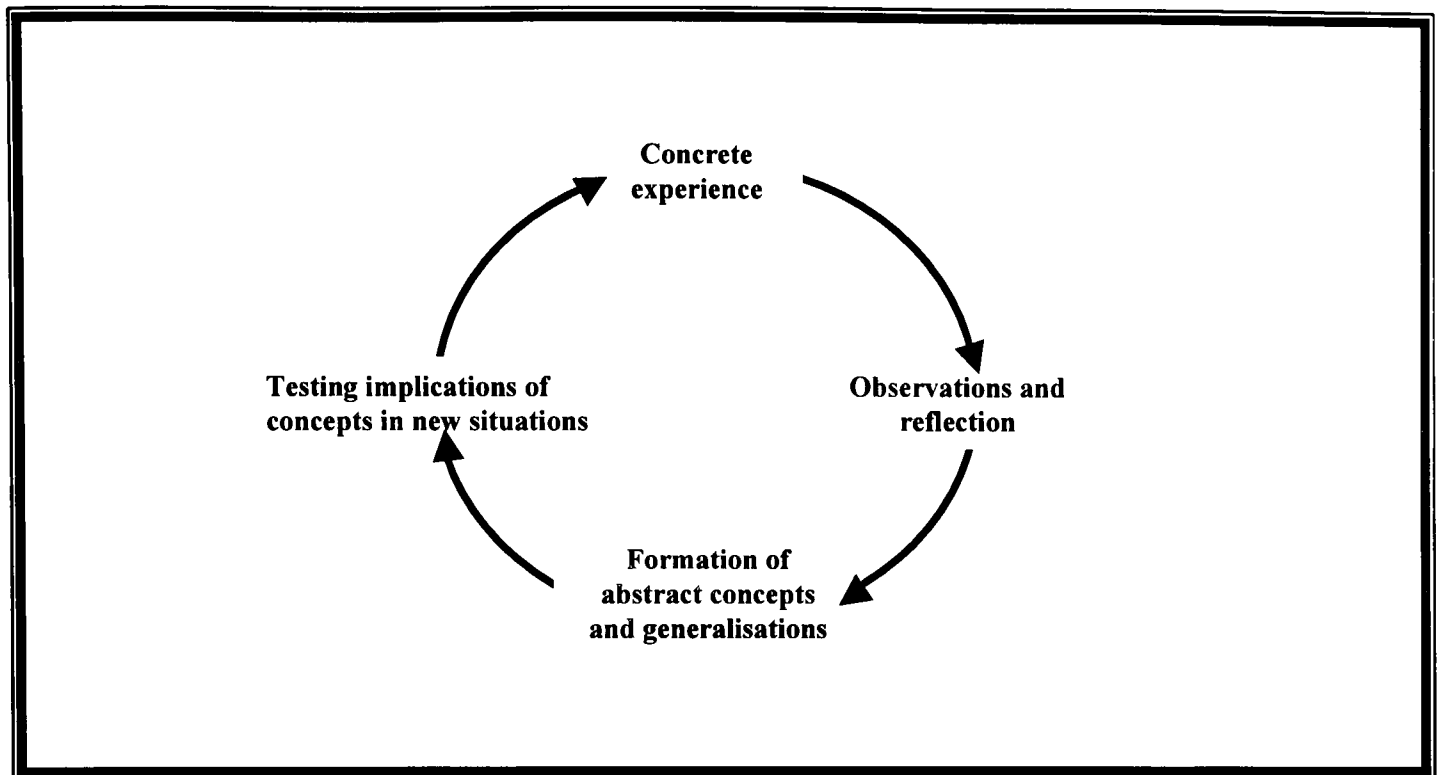 Concrete
experience
Testing implications of
concepts in new situations
Observations and
reflection
Formation of
abstract concepts
and generalisations